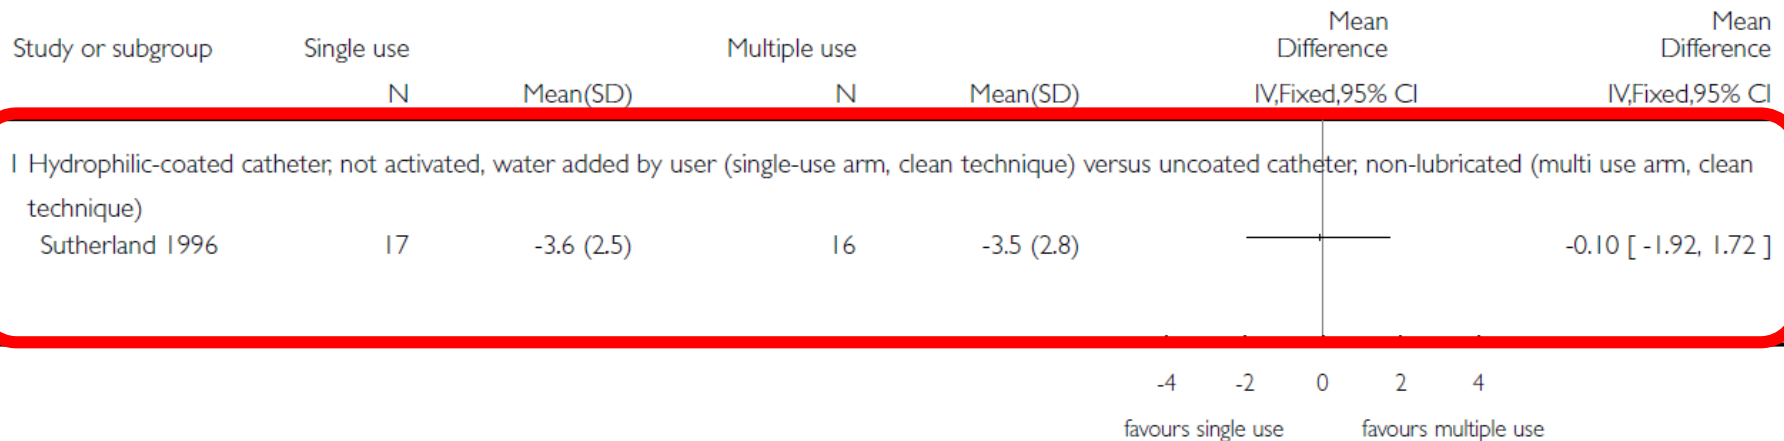 Study or subgroup Single use Multiple use Mean Difference Mean Difference
N Mean(SD) N Mean(SD) IV,Fixed,95% CI IV,Fixed,95% CI
1 Hydrophilic-coated catheter, not activated, water added by user (single-use arm, clean technique) versus uncoated catheter, non-lubricated (multi use arm, clean
technique)
Sutherland 1996 17 -3.6 (2.5) 16 -3.5 (2.8) -0.10 [ -1.92, 1.72 ]
-4 -2 0 2 4
favours single use favours multiple use